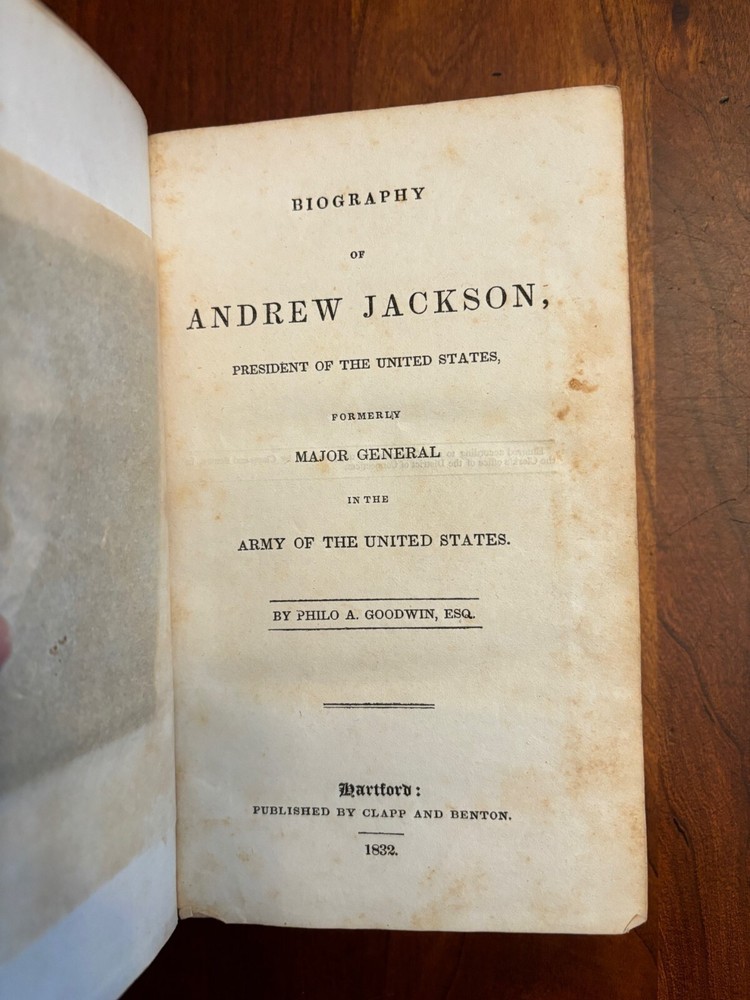 BIOGRAPHY
OF
ANDREW JACKSON,
PRESIDENT OF THE UNITED STATES,
FORMERLY
MAJOR GENERAL
IN THE
ARMY OF THE UNITED STATES.
BY PHILO A. GOODWIN, ESQ.
Hartford:
PUBLISHED BY CLAPP AND BENTON.
1832.